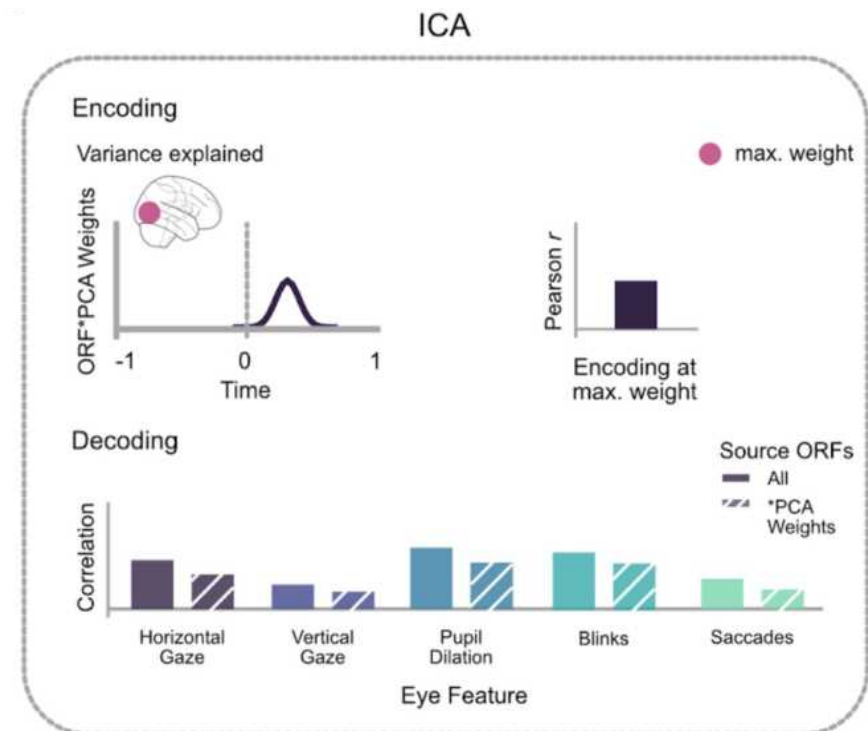 ICA
Encoding
Variance explained
max. weight
ORF*PCA Weights
-1
0
1
Time
Pearson r
Encoding at
max. weight
Decoding
Source ORFs
All
*PCA
Weights
Correlation
Horizontal
Gaze
Vertical
Gaze
Pupil
Dilation
Blinks
Saccades
Eye Feature